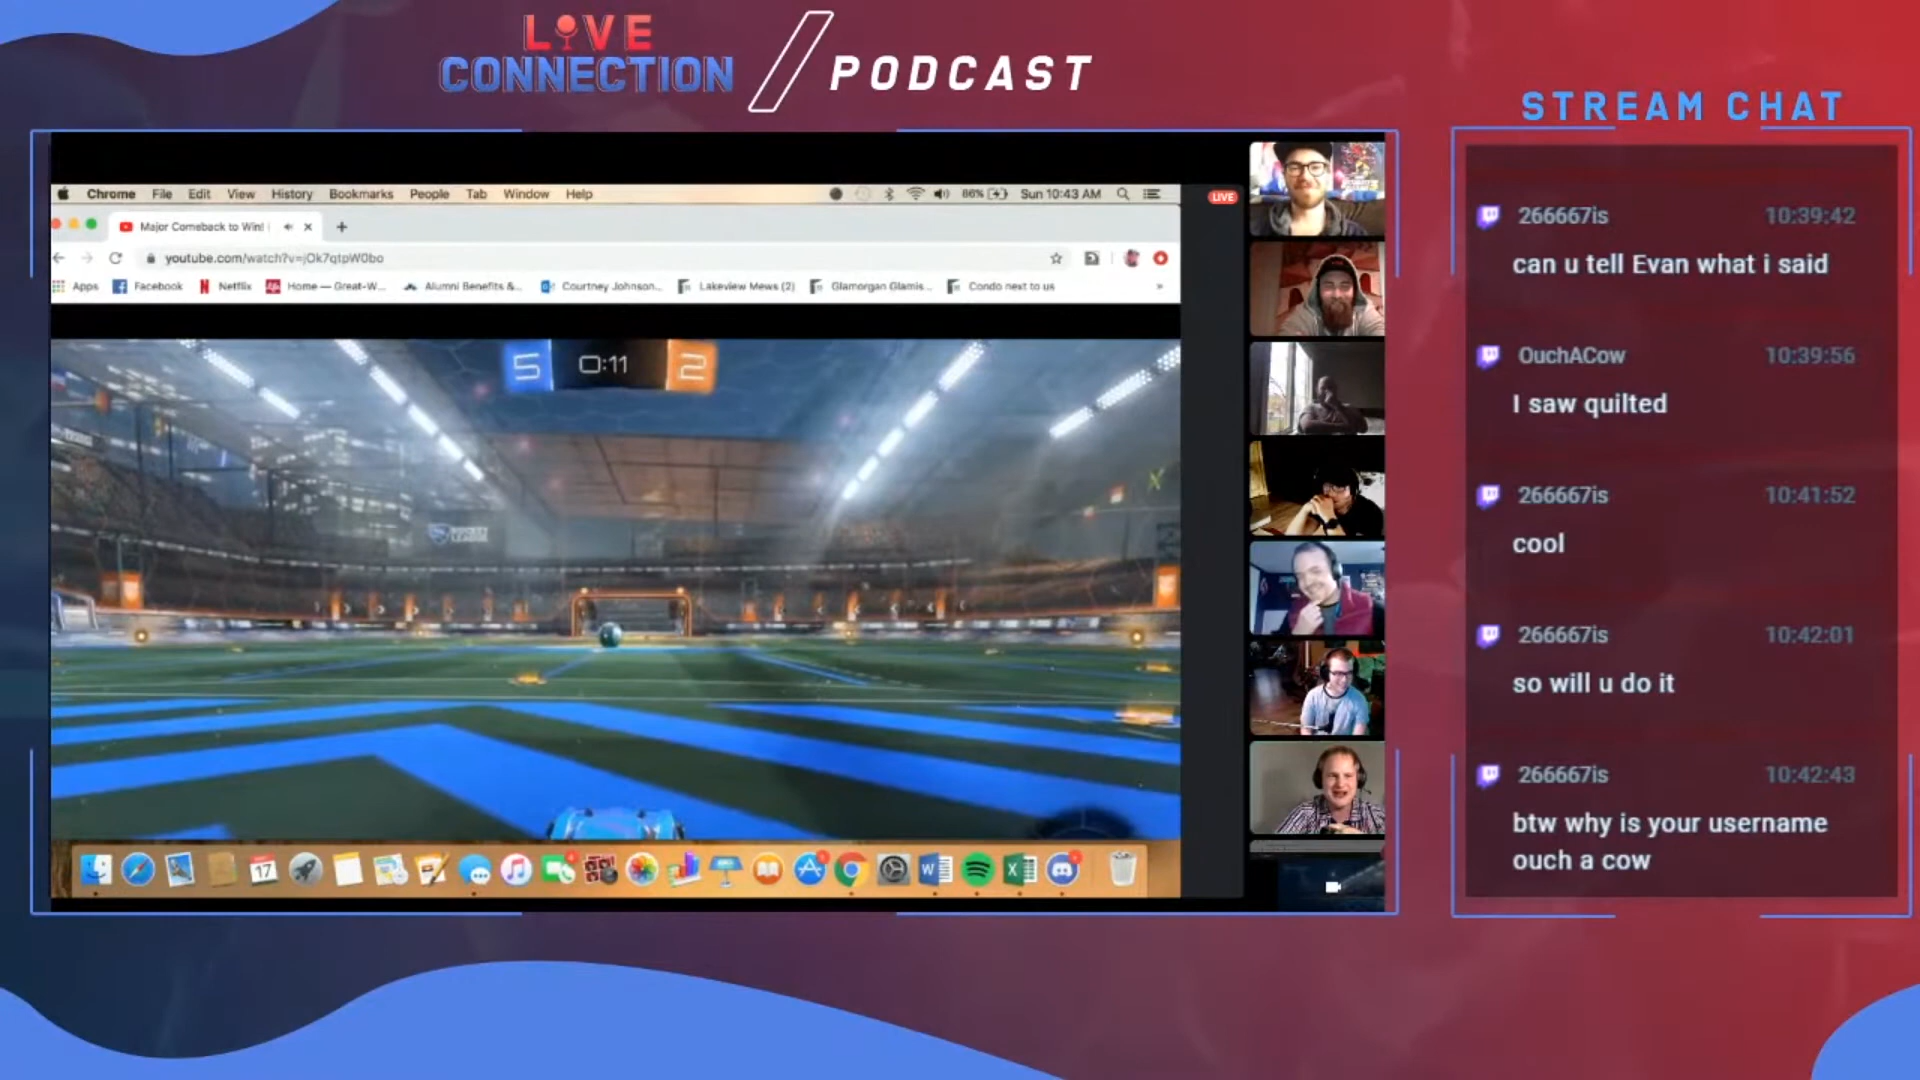 LIVE
CONNECTION
PODCAST
STREAM CHAT
Chrome File Edit View History Bookmarks People Tab Window Help
86%
Sun 10:43 AM
LIVE
Major Comeback to Win!
youtube.com/watch?v=jOk7qtpW0bo
Apps
Facebook
Netflix
Home — Great-W...
Alumni Benefits &...
Courtney Johnson...
Lakeview Mews (2)
Glamorgan Glamis...
Condo next to us
»
5
0:11
2
ROCKET
LEAGUE
17
266667is 10:39:42
can u tell Evan what i said
OuchACow 10:39:56
I saw quilted
266667is 10:41:52
cool
266667is 10:42:01
so will u do it
266667is 10:42:43
btw why is your username
ouch a cow